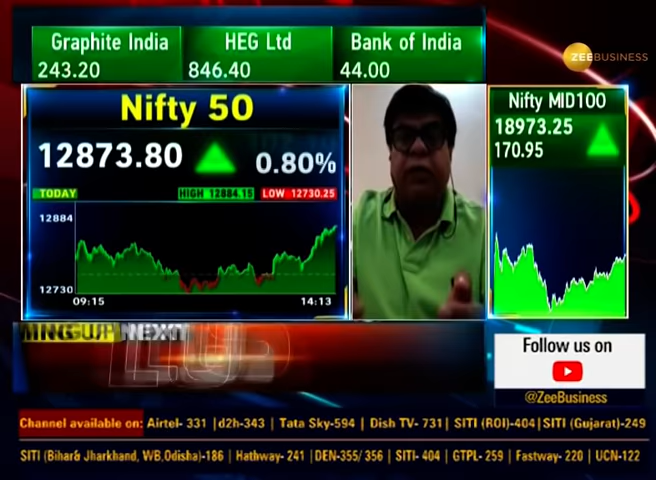 Graphite India HEG Ltd Bank of India
243.20 846.40 44.00
ZEE BUSINESS
Nifty 50
12873.80 0.80%
TODAY HIGH 12884.15 LOW 12730.25
12884
12730
09:15 14:13
Nifty MID100
18973.25
170.95
NEXT
Follow us on
@ZeeBusiness
Channel available on: Airtel- 331 |d2h-343 | Tata Sky-594 | Dish TV- 731| SITI (ROI)-404|SITI (Gujarat)-249
SITI (Bihar& Jharkhand, WB,Odisha)-186 | Hathway- 241 |DEN-355/ 356 | SITI- 404 | GTPL- 259 | Fastway- 220 | UCN-122